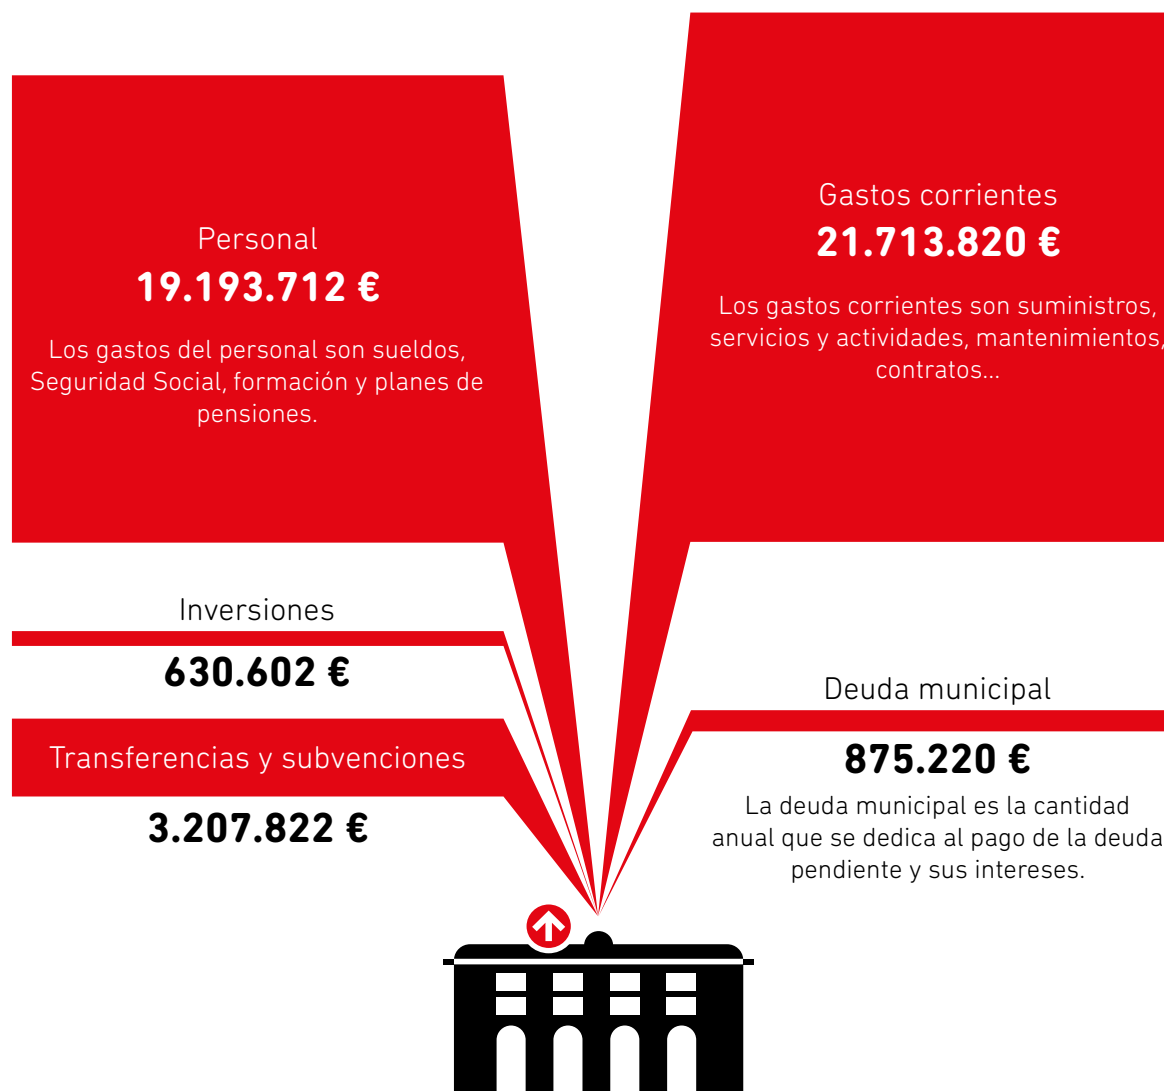 Personal
19.193.712 €
Los gastos del personal son sueldos,
Seguridad Social, formación y planes de
pensiones.
Gastos corrientes
21.713.820 €
Los gastos corrientes son suministros,
servicios y actividades, mantenimientos,
contratos...
Inversiones
630.602 €
Transferencias y subvenciones
3.207.822 €
Deuda municipal
875.220 €
La deuda municipal es la cantidad
anual que se dedica al pago de la deuda
pendiente y sus intereses.